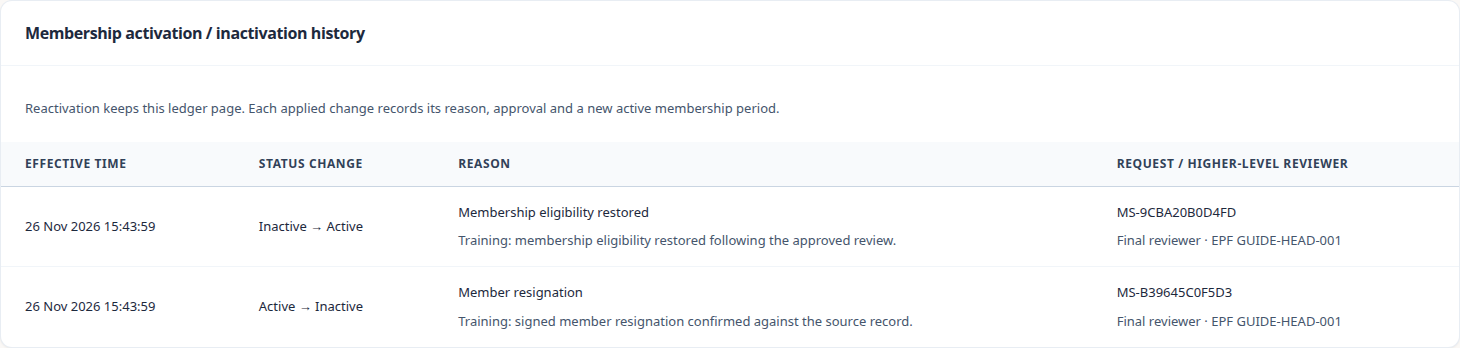 Membership activation / inactivation history
Reactivation keeps this ledger page. Each applied change records its reason, approval and a new active membership period.
EFFECTIVE TIME STATUS CHANGE REASON REQUEST / HIGHER-LEVEL REVIEWER
26 Nov 2026 15:43:59 Inactive → Active Membership eligibility restored MS-9CBA20B0D4FD
Training: membership eligibility restored following the approved review. Final reviewer · EPF GUIDE-HEAD-001
26 Nov 2026 15:43:59 Active → Inactive Member resignation MS-B39645C0F5D3
Training: signed member resignation confirmed against the source record. Final reviewer · EPF GUIDE-HEAD-001